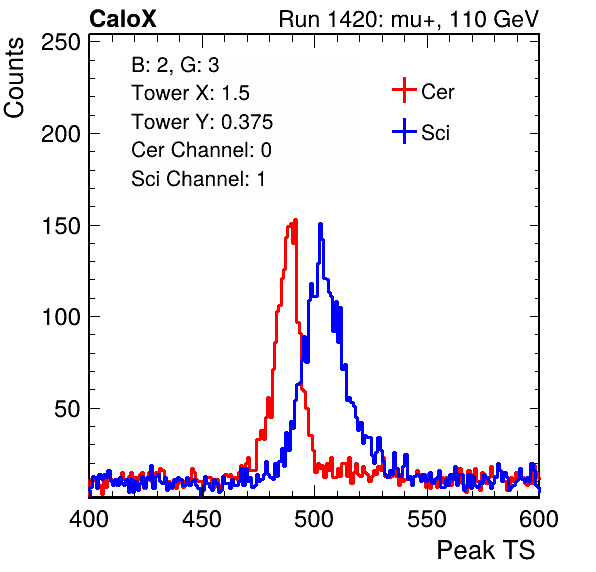 CaloX Run 1420: mu+, 110 GeV
Counts
250
200
150
100
50
B: 2, G: 3
Tower X: 1.5
Tower Y: 0.375
Cer Channel: 0
Sci Channel: 1
Cer
Sci
400 450 500 550 600
Peak TS